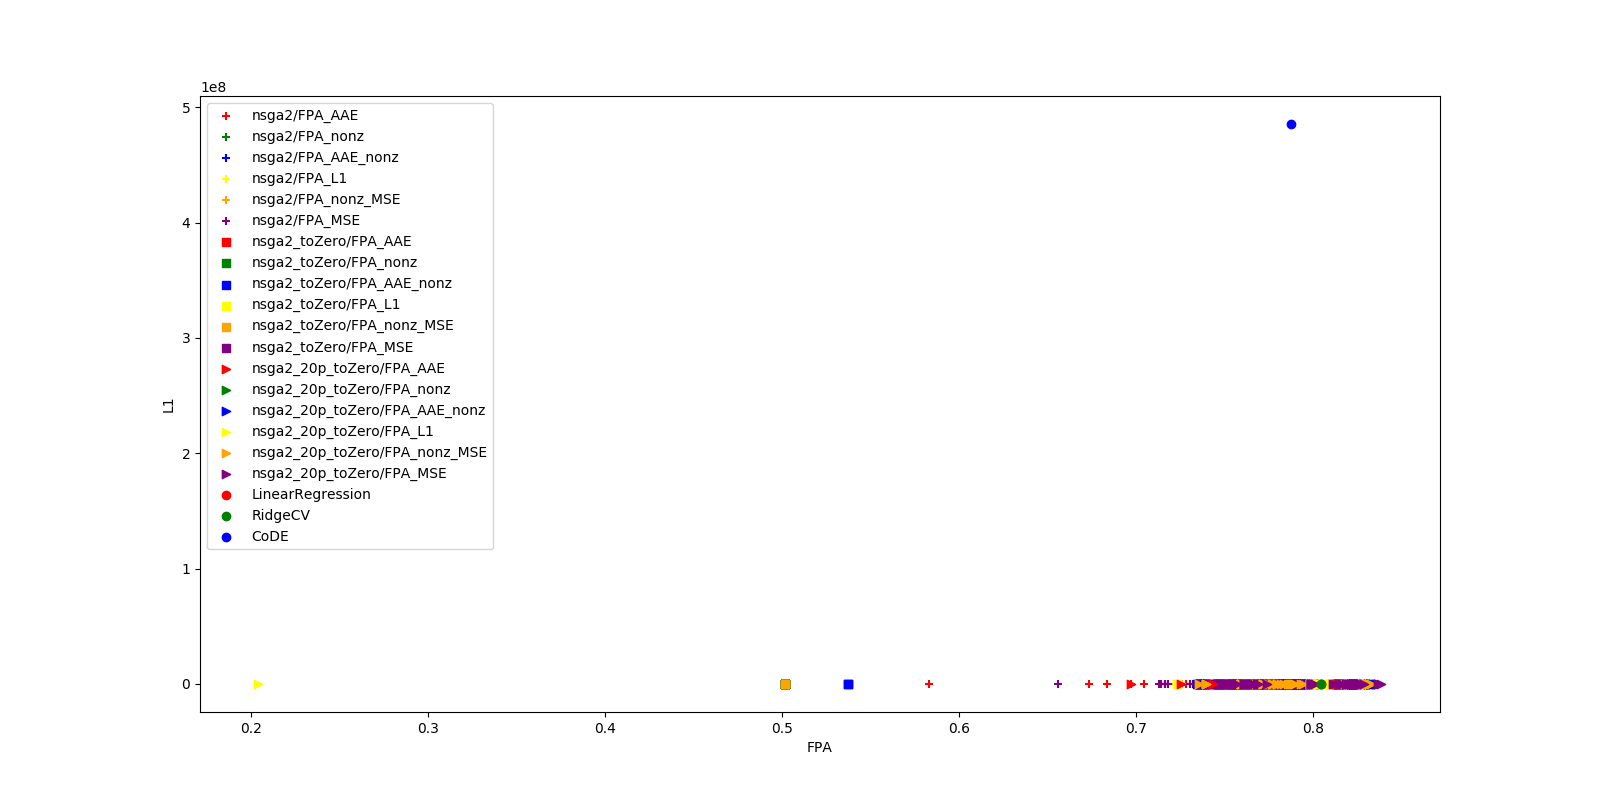 1e8
5
4
3
2
1
0
L1
nsga2/FPA_AAE
nsga2/FPA_nonz
nsga2/FPA_AAE_nonz
nsga2/FPA_L1
nsga2/FPA_nonz_MSE
nsga2/FPA_MSE
nsga2_toZero/FPA_AAE
nsga2_toZero/FPA_nonz
nsga2_toZero/FPA_AAE_nonz
nsga2_toZero/FPA_L1
nsga2_toZero/FPA_nonz_MSE
nsga2_toZero/FPA_MSE
nsga2_20p_toZero/FPA_AAE
nsga2_20p_toZero/FPA_nonz
nsga2_20p_toZero/FPA_AAE_nonz
nsga2_20p_toZero/FPA_L1
nsga2_20p_toZero/FPA_nonz_MSE
nsga2_20p_toZero/FPA_MSE
LinearRegression
RidgeCV
CoDE
0.2 0.3 0.4 0.5 0.6 0.7 0.8
FPA